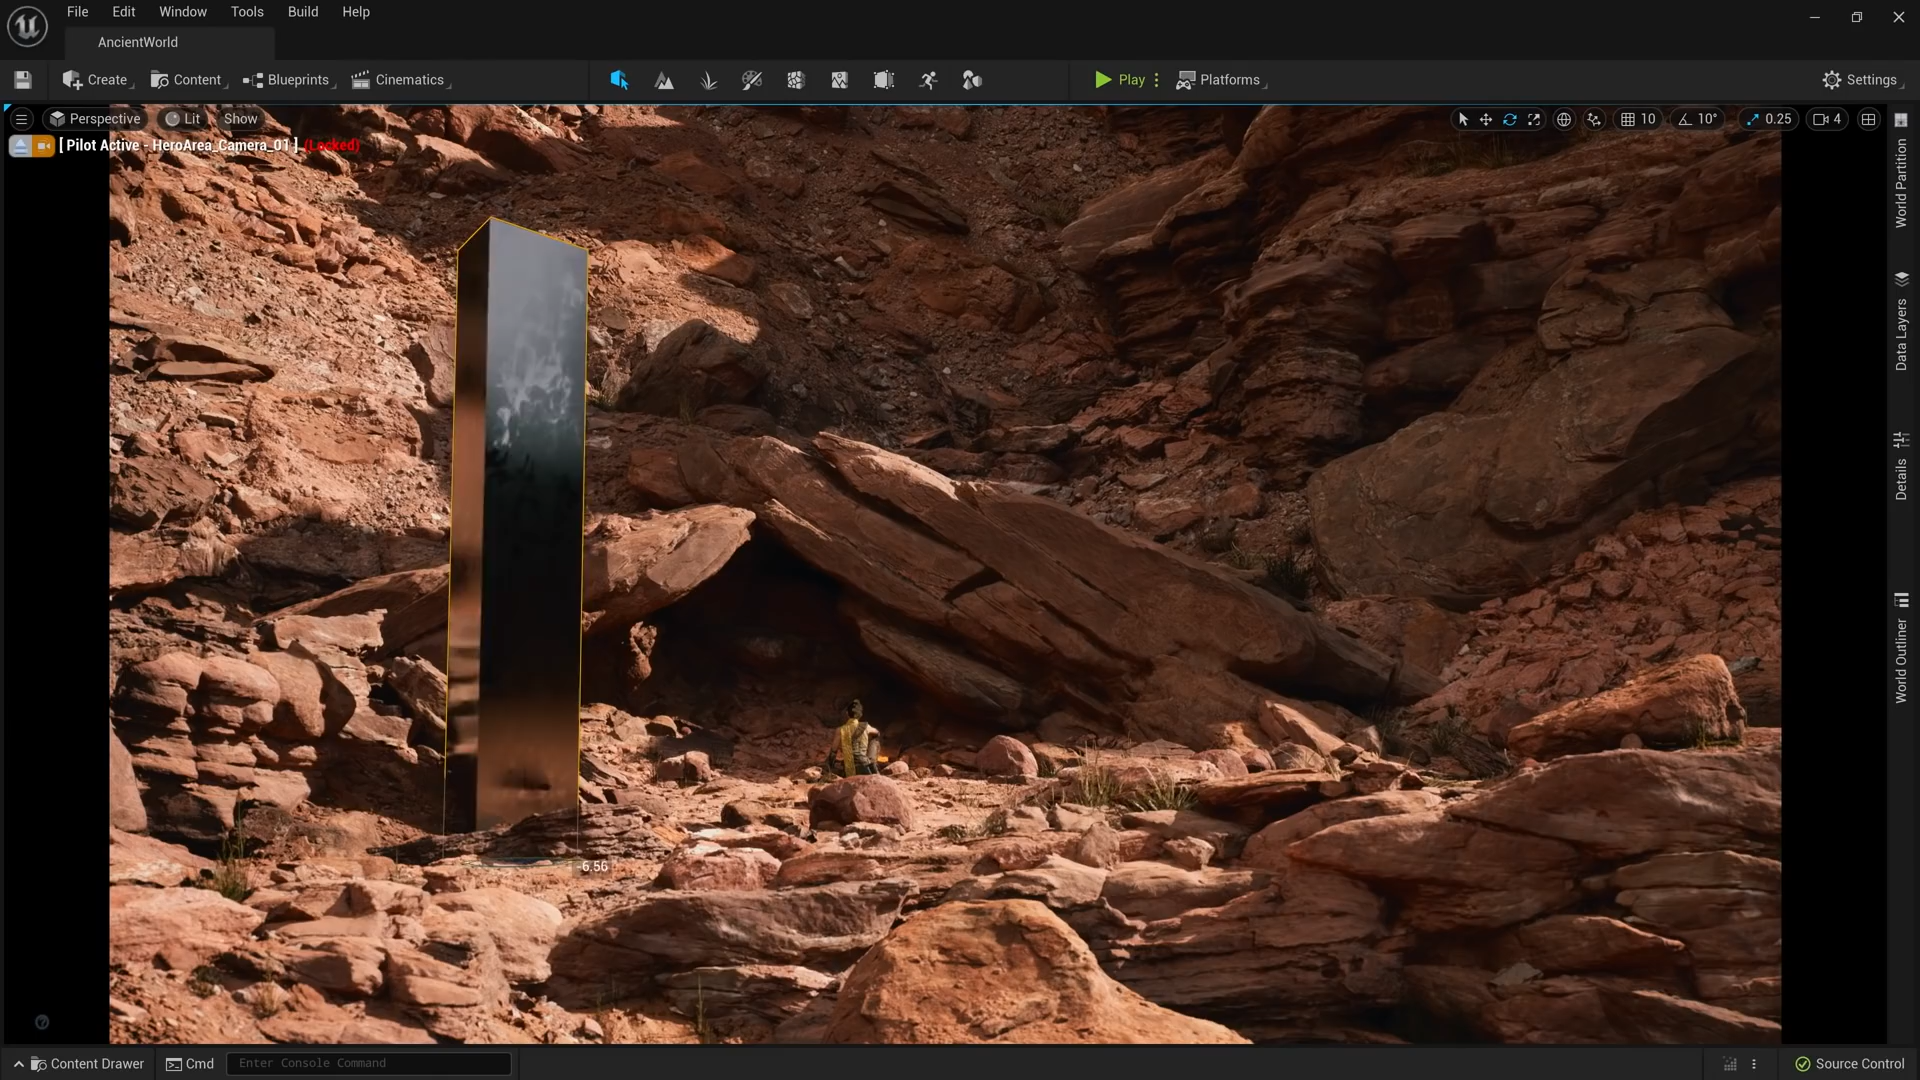 File Edit Window Tools Build Help
AncientWorld
Create Content Blueprints Cinematics Play Platforms Settings
Perspective Lit Show 10 10° 0.25 4
[ Pilot Active - HeroArea_Camera_01 ] (Locked)
World Partition
Data Layers
Details
World Outliner
-6.56
Content Drawer Cmd Enter Console Command Source Control